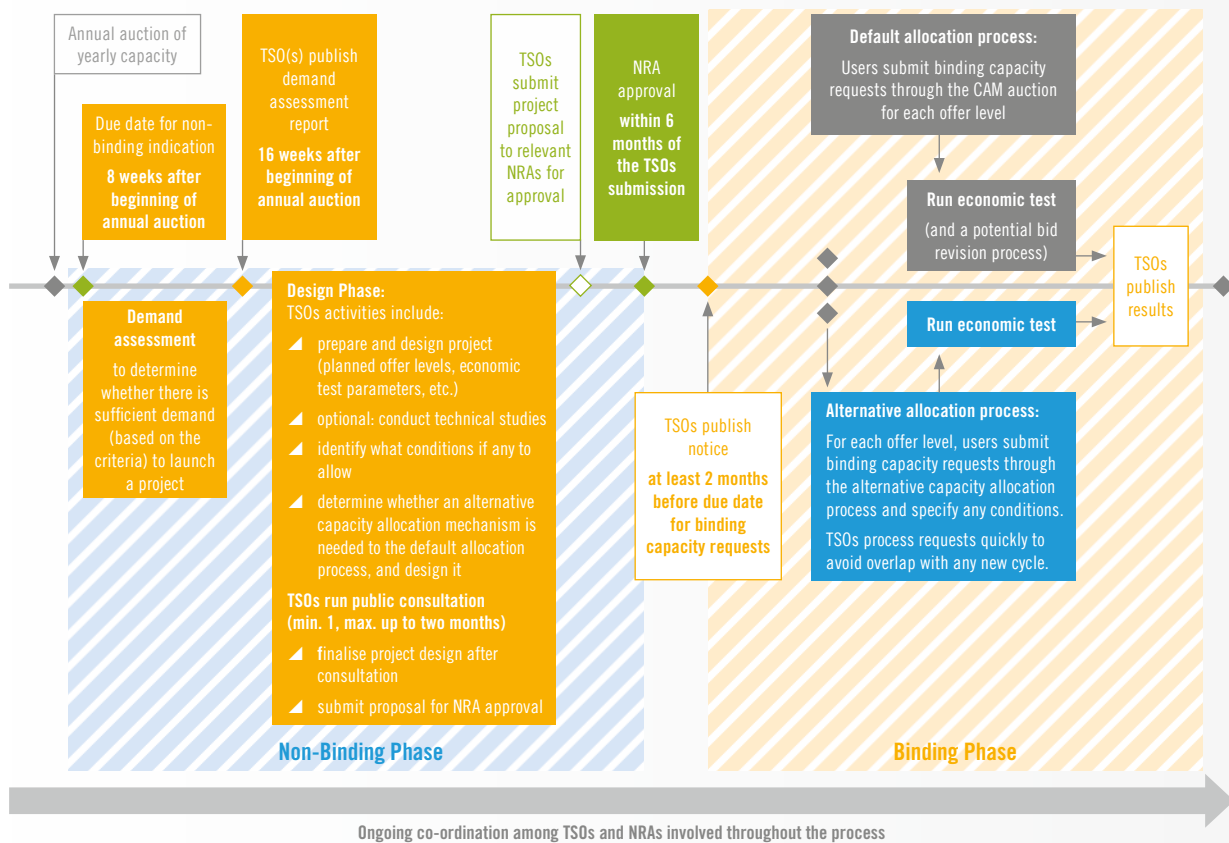 Annual auction of
yearly capacity
Due date for non-
binding indication
8 weeks after
beginning of
annual auction
TSO(s) publish
demand
assessment
report
16 weeks after
beginning of
annual auction
TSOs
submit
project
proposal
to relevant
NRAs for
approval
NRA
approval
within 6
months of
the TSOs
submission
Default allocation process:
Users submit binding capacity
requests through the CAM auction
for each offer level
Run economic test
(and a potential bid
revision process)
TSOs
publish
results
Run economic test
Demand
assessment
to determine
whether there is
sufficient demand
(based on the
criteria) to launch
a project
Design Phase:
TSOs activities include:
prepare and design project
(planned offer levels, economic
test parameters, etc.)
optional: conduct technical studies
identify what conditions if any to
allow
determine whether an alternative
capacity allocation mechanism is
needed to the default allocation
process, and design it
TSOs run public consultation
(min. 1, max. up to two months)
finalise project design after
consultation
submit proposal for NRA approval
TSOs publish
notice
at least 2 months
before due date
for binding
capacity requests
Alternative allocation process:
For each offer level, users submit
binding capacity requests through
the alternative capacity allocation
process and specify any conditions.
TSOs process requests quickly to
avoid overlap with any new cycle.
Non-Binding Phase
Binding Phase
Ongoing co-ordination among TSOs and NRAs involved throughout the process